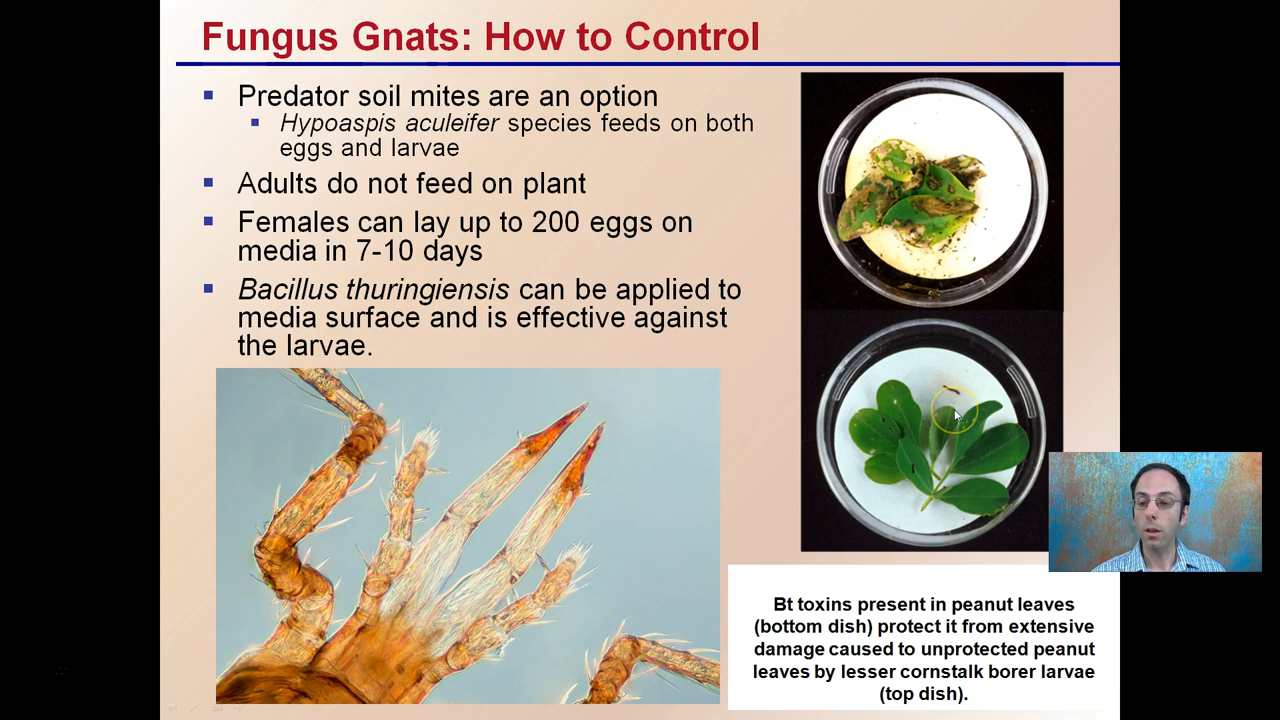 Fungus Gnats: How to Control
Predator soil mites are an option
Hypoaspis aculeifer species feeds on both
eggs and larvae
Adults do not feed on plant
Females can lay up to 200 eggs on
media in 7-10 days
Bacillus thuringiensis can be applied to
media surface and is effective against
the larvae.
Bt toxins present in peanut leaves
(bottom dish) protect it from extensive
damage caused to unprotected peanut
leaves by lesser cornstalk borer larvae
(top dish).